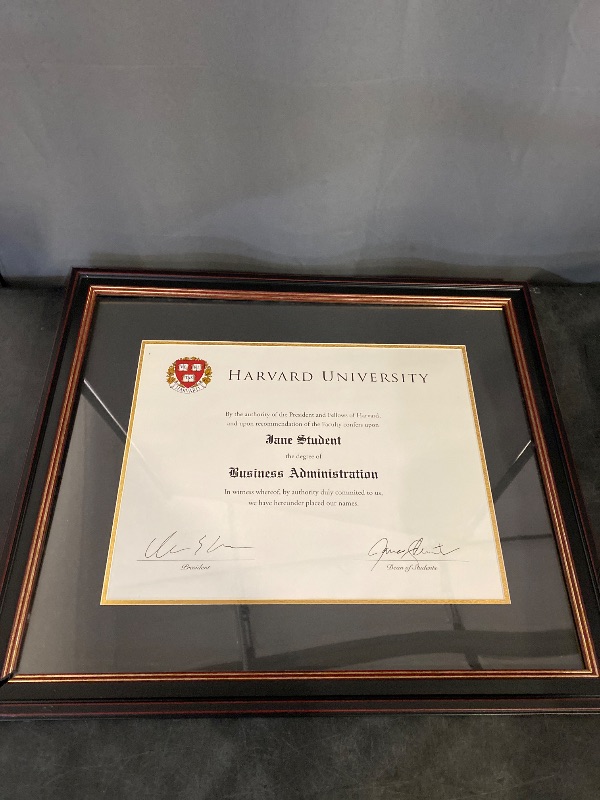 HARVARD UNIVERSITY
By the authority of the President and Fellows of Harvard,
and upon recommendation of the Faculty confers upon
Jane Student
the degree of
Business Administration
In witness whereof, by authority duly commited to us,
we have hereunder placed our names.
President
Dean of Students
HARVARD